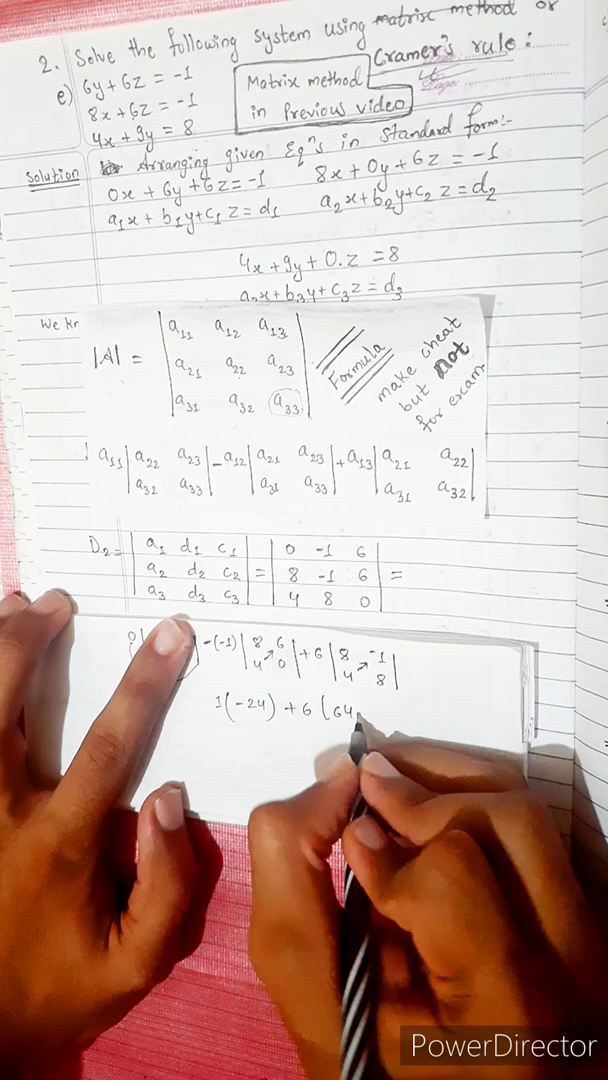 2. Solve the following system using matrix method or
Cramer's rule:
e) 6y + 6z = -1
8x + 6z = -1
4x + 9y = 8
Matrix method
in Previous video
Solution Arranging given Eqⁿs in standard form:-
0x + 6y + 6z = -1 8x + 0y + 6z = -1
a₁x + b₁y + c₁z = d₁ a₂x + b₂y + c₂z = d₂
4x + 9y + 0.z = 8
a₃x + b₃y + c₃z = d₃
We Kr
|A| = | a₁₁ a₁₂ a₁₃ |
| a₂₁ a₂₂ a₂₃ |
| a₃₁ a₃₂ a₃₃ |
Formula
make cheat
but not
for exam.
a₁₁ | a₂₂ a₂₃ | - a₁₂ | a₂₁ a₂₃ | + a₁₃ | a₂₁ a₂₂ |
| a₃₂ a₃₃ | | a₃₁ a₃₃ | | a₃₁ a₃₂ |
D₂ = | a₁ d₁ c₁ | = | 0 -1 6 | =
| a₂ d₂ c₂ | | 8 -1 6 |
| a₃ d₃ c₃ | | 4 8 0 |
0 | -(-1) | 8 6 | + 6 | 8 -1 |
| 4 0 | | 4 8 |
1(-24) + 6 (64
PowerDirector